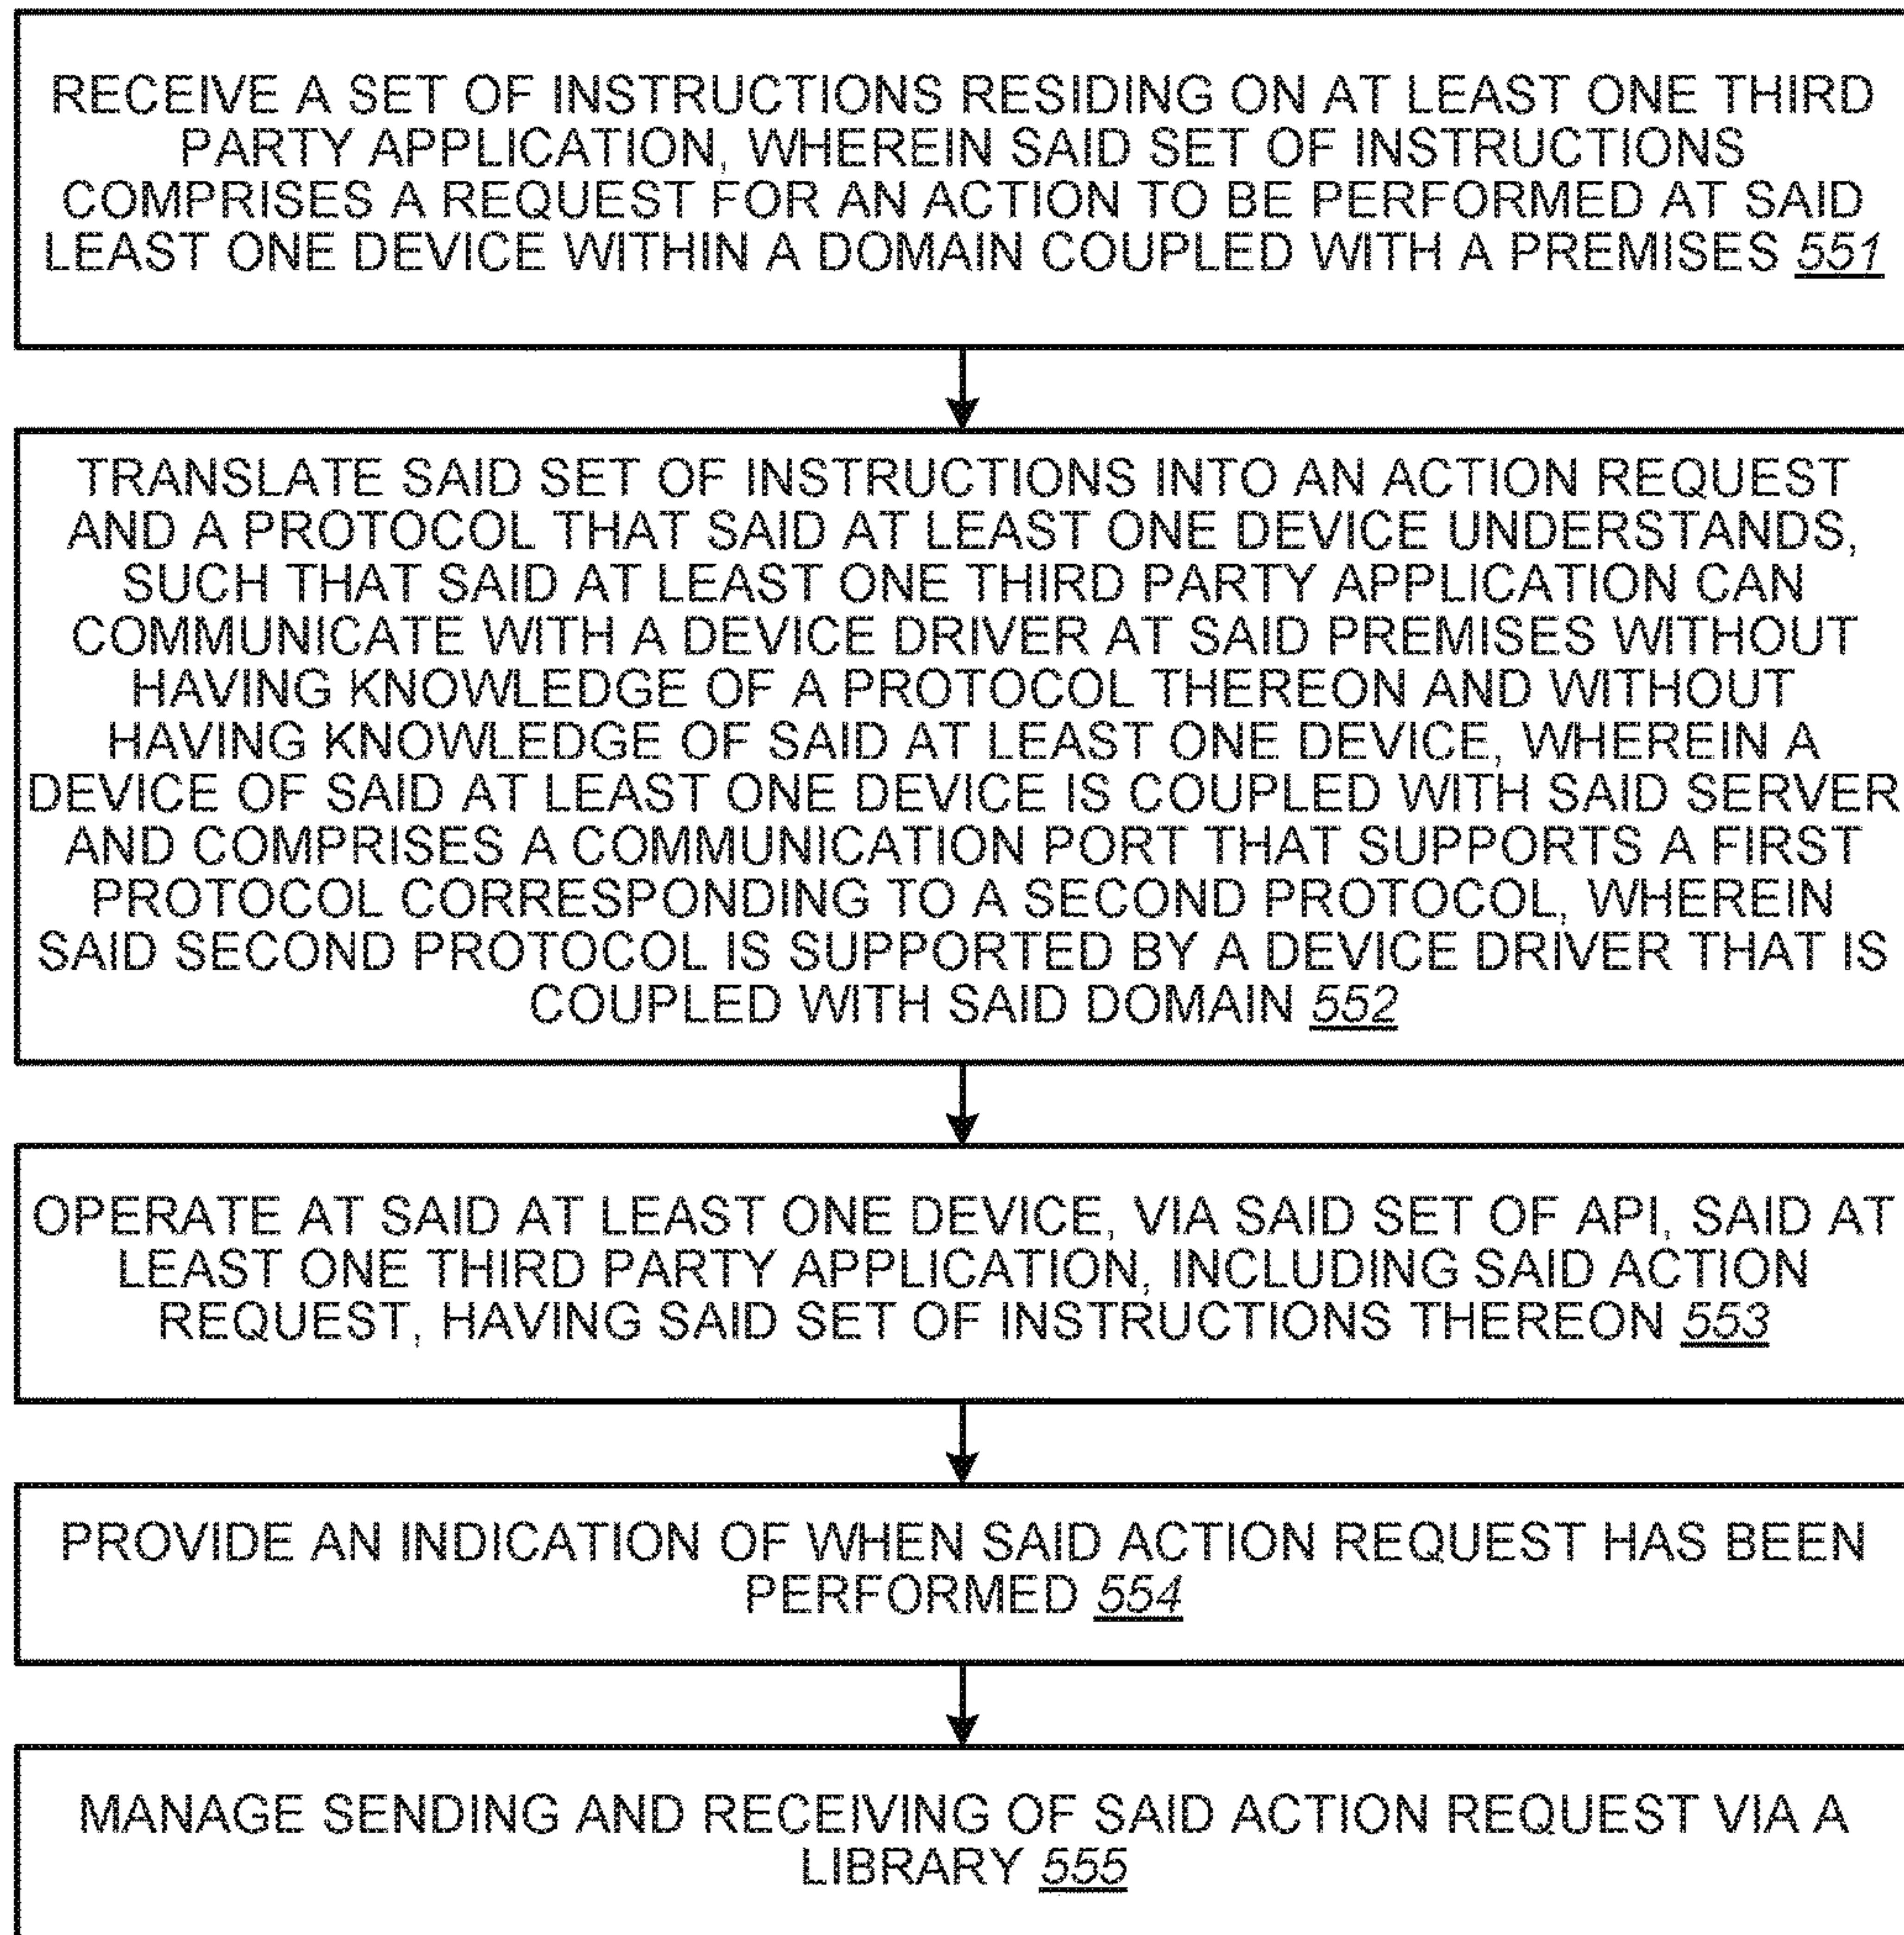 RECEIVE A SET OF INSTRUCTIONS RESIDING ON AT LEAST ONE THIRD
PARTY APPLICATION, WHEREIN SAID SET OF INSTRUCTIONS
COMPRISES A REQUEST FOR AN ACTION TO BE PERFORMED AT SAID
LEAST ONE DEVICE WITHIN A DOMAIN COUPLED WITH A PREMISES 551
TRANSLATE SAID SET OF INSTRUCTIONS INTO AN ACTION REQUEST
AND A PROTOCOL THAT SAID AT LEAST ONE DEVICE UNDERSTANDS,
SUCH THAT SAID AT LEAST ONE THIRD PARTY APPLICATION CAN
COMMUNICATE WITH A DEVICE DRIVER AT SAID PREMISES WITHOUT
HAVING KNOWLEDGE OF A PROTOCOL THEREON AND WITHOUT
HAVING KNOWLEDGE OF SAID AT LEAST ONE DEVICE, WHEREIN A
DEVICE OF SAID AT LEAST ONE DEVICE IS COUPLED WITH SAID SERVER
AND COMPRISES A COMMUNICATION PORT THAT SUPPORTS A FIRST
PROTOCOL CORRESPONDING TO A SECOND PROTOCOL, WHEREIN
SAID SECOND PROTOCOL IS SUPPORTED BY A DEVICE DRIVER THAT IS
COUPLED WITH SAID DOMAIN 552
OPERATE AT SAID AT LEAST ONE DEVICE, VIA SAID SET OF API, SAID AT
LEAST ONE THIRD PARTY APPLICATION, INCLUDING SAID ACTION
REQUEST, HAVING SAID SET OF INSTRUCTIONS THEREON 553
PROVIDE AN INDICATION OF WHEN SAID ACTION REQUEST HAS BEEN
PERFORMED 554
MANAGE SENDING AND RECEIVING OF SAID ACTION REQUEST VIA A
LIBRARY 555